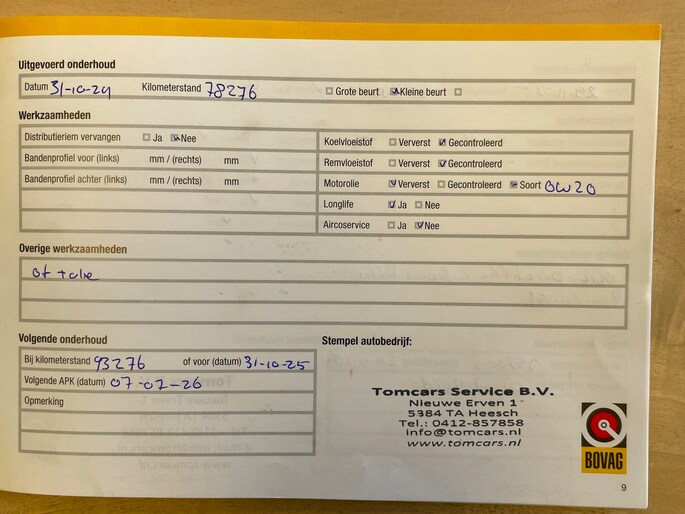 Uitgevoerd onderhoud
Datum 31-10-24 Kilometerstand 78276 Grote beurt Kleine beurt
Werkzaamheden
Distributieriem vervangen Ja Nee
Bandenprofiel voor (links) mm / (rechts) mm
Bandenprofiel achter (links) mm / (rechts) mm
Koelvloeistof Ververst Gecontroleerd
Remvloeistof Ververst Gecontroleerd
Motorolie Ververst Gecontroleerd Soort 0W20
Longlife Ja Nee
Aircoservice Ja Nee
Overige werkzaamheden
of + olie
Volgende onderhoud
Bij kilometerstand 93276 of voor (datum) 31-10-25
Volgende APK (datum) 07-07-26
Opmerking
Stempel autobedrijf:
Tomcars Service B.V.
Nieuwe Erven 1
5384 TA Heesch
Tel.: 0412-857858
info@tomcars.nl
www.tomcars.nl
BOVAG
9